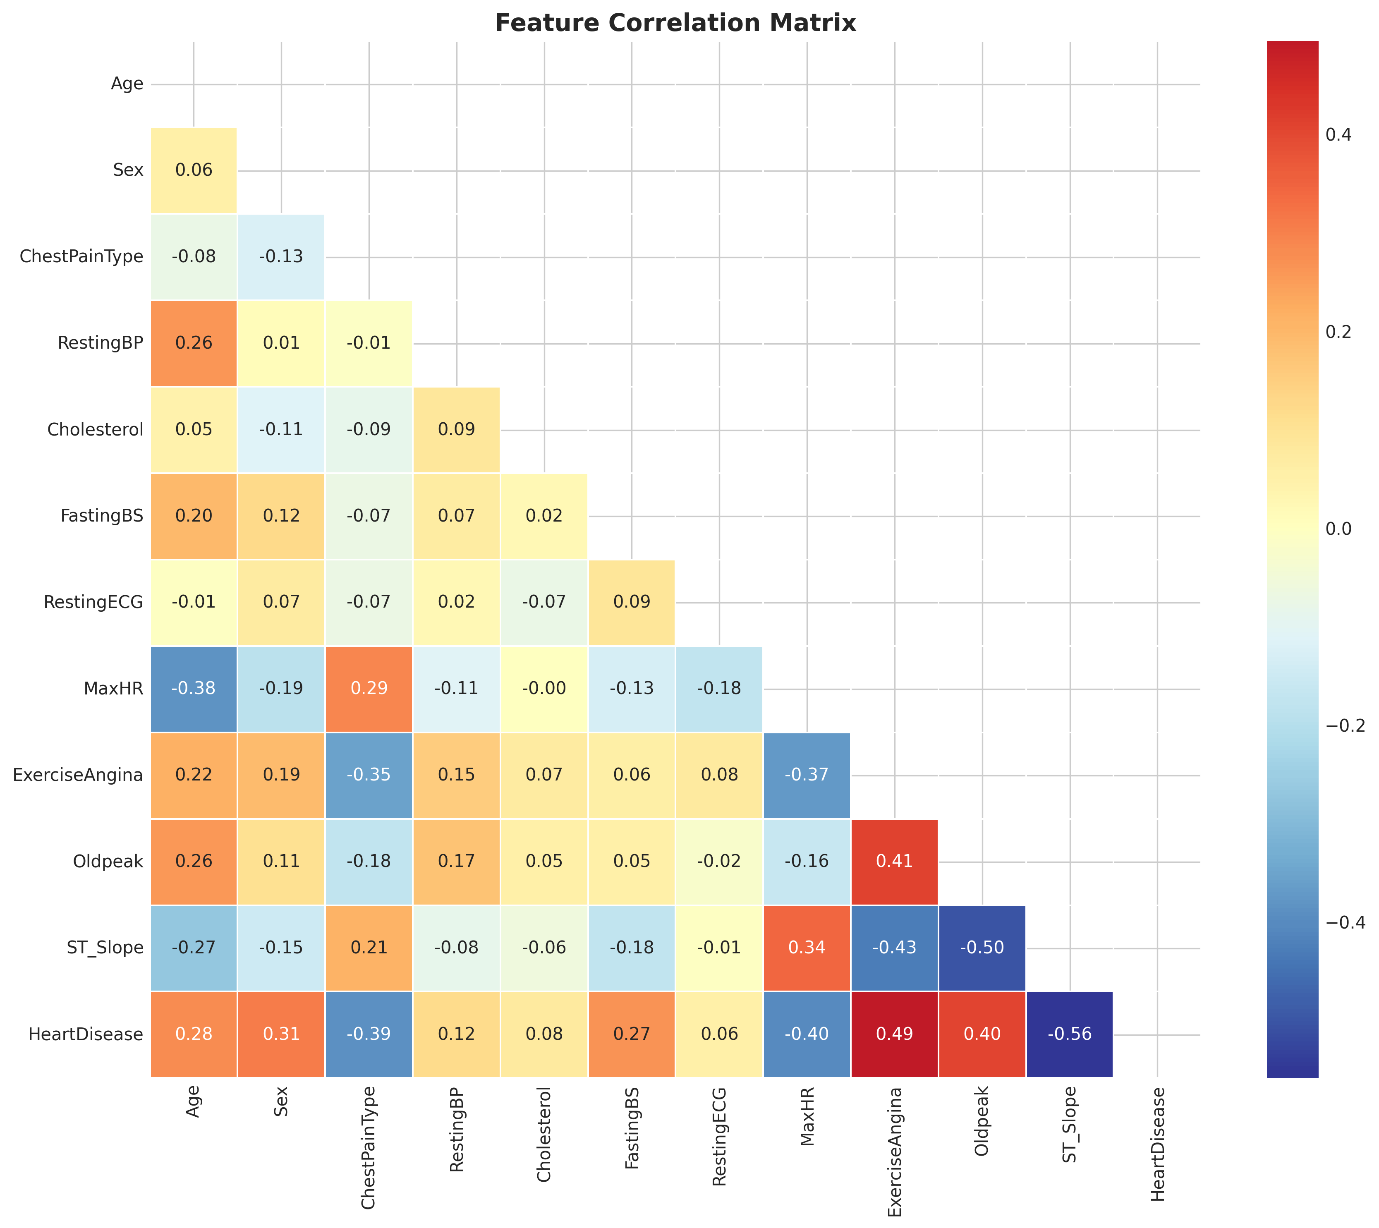 Feature Correlation Matrix
Age
Sex 0.06
ChestPainType -0.08 -0.13
RestingBP 0.26 0.01 -0.01
Cholesterol 0.05 -0.11 -0.09 0.09
FastingBS 0.20 0.12 -0.07 0.07 0.02
RestingECG -0.01 0.07 -0.07 0.02 -0.07 0.09
MaxHR -0.38 -0.19 0.29 -0.11 -0.00 -0.13 -0.18
ExerciseAngina 0.22 0.19 -0.35 0.15 0.07 0.06 0.08 -0.37
Oldpeak 0.26 0.11 -0.18 0.17 0.05 0.05 -0.02 -0.16 0.41
ST_Slope -0.27 -0.15 0.21 -0.08 -0.06 -0.18 -0.01 0.34 -0.43 -0.50
HeartDisease 0.28 0.31 -0.39 0.12 0.08 0.27 0.06 -0.40 0.49 0.40 -0.56
Age
Sex
ChestPainType
RestingBP
Cholesterol
FastingBS
RestingECG
MaxHR
ExerciseAngina
Oldpeak
ST_Slope
HeartDisease
0.4
0.2
0.0
−0.2
−0.4